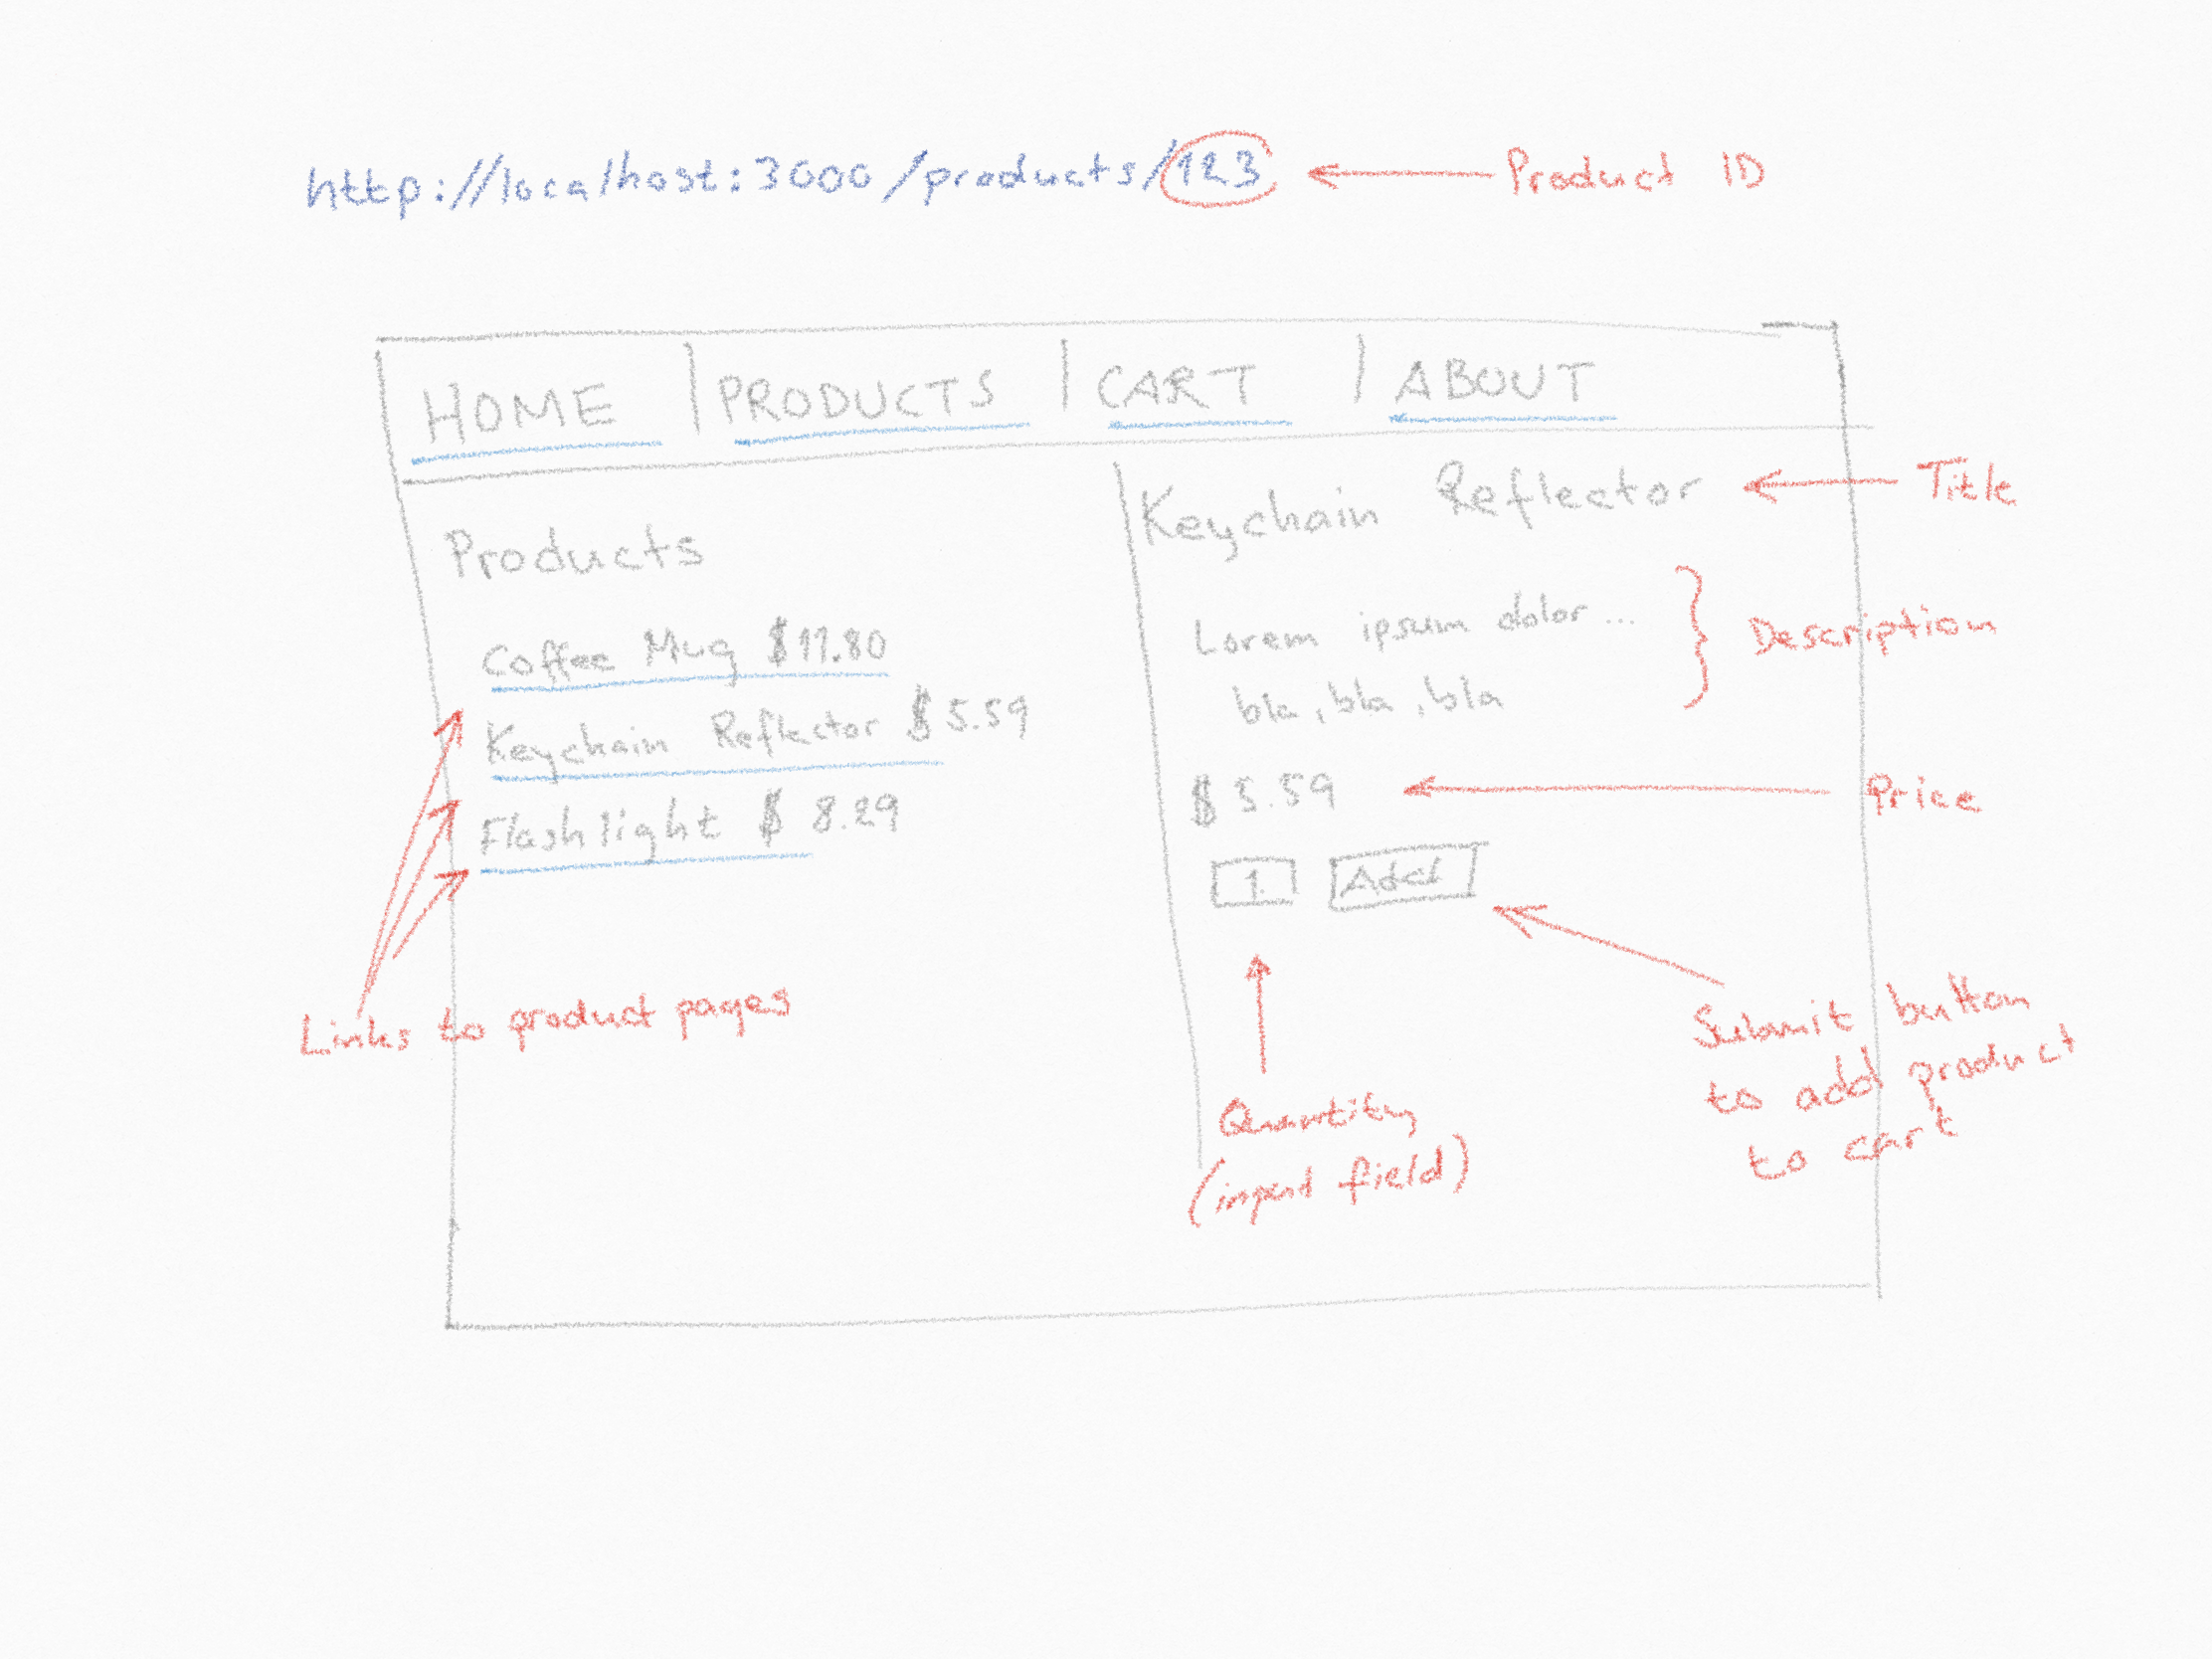 http://localhost:3000/products/123
Product ID
HOME | PRODUCTS | CART | ABOUT
Products
Coffee Mug $11.80
Keychain Reflector $5.59
Flashlight $ 8.29
Links to product pages
Keychain Reflector
Title
Lorem ipsum dolor...
bla, bla, bla
Description
$ 5.59
Price
1
Add
Quantity
(input field)
Submit button
to add product
to cart